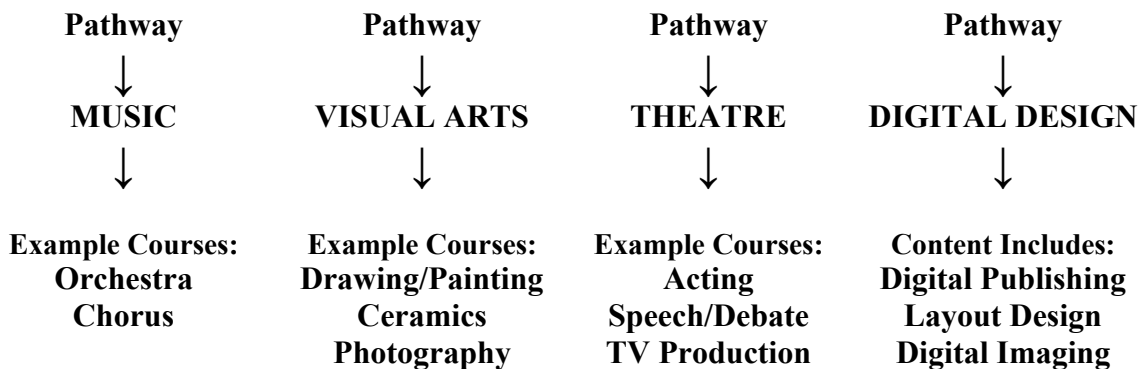 Pathway
↓
MUSIC
↓
Example Courses:
Orchestra
Chorus
Pathway
↓
VISUAL ARTS
↓
Example Courses:
Drawing/Painting
Ceramics
Photography
Pathway
↓
THEATRE
↓
Example Courses:
Acting
Speech/Debate
TV Production
Pathway
↓
DIGITAL DESIGN
↓
Content Includes:
Digital Publishing
Layout Design
Digital Imaging